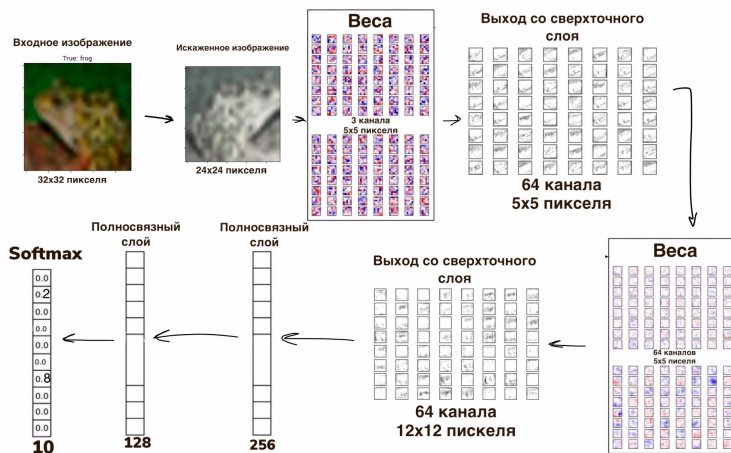 Входное изображение
True: frog
32x32 пикселя
Искаженное изображение
24x24 пикселя
Веса
3 канала
5x5 пикселя
Выход со сверхточного
слоя
64 канала
5x5 пикселя
Веса
64 каналов
5x5 писеля
Выход со сверхточного
слоя
64 канала
12x12 пискеля
Полносвязный
слой
256
Полносвязный
слой
128
Softmax
0.0
0.2
0.0
0.0
0.0
0.0
0.8
0.0
0.0
0.0
10